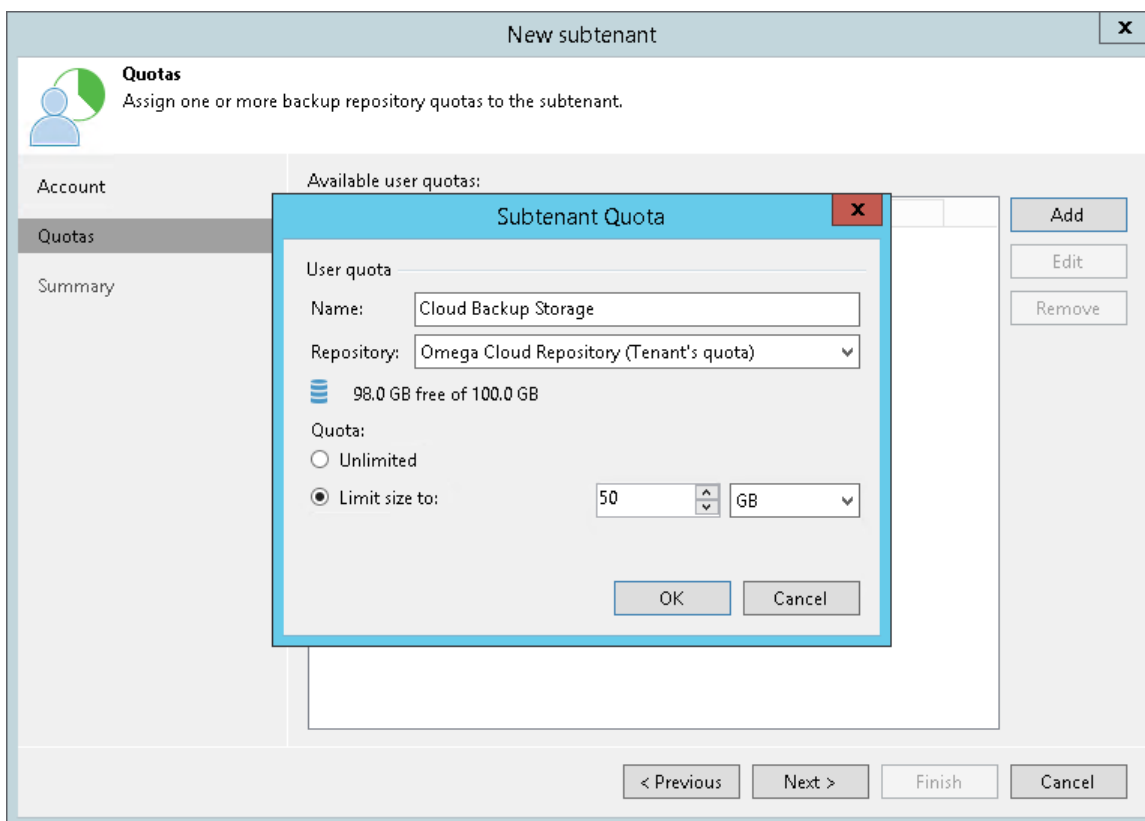 New subtenant
X
Quotas
Assign one or more backup repository quotas to the subtenant.
Account
Quotas
Summary
Available user quotas:
Add
Edit
Remove
Subtenant Quota
X
User quota
Name: Cloud Backup Storage
Repository: Omega Cloud Repository (Tenant's quota)
98.0 GB free of 100.0 GB
Quota:
Unlimited
Limit size to: 50 GB
OK Cancel
< Previous Next > Finish Cancel